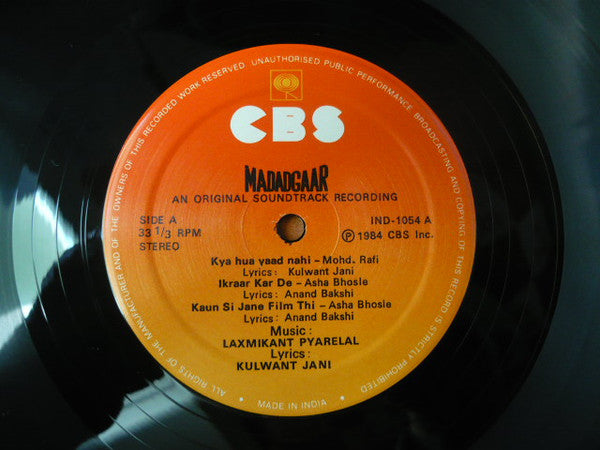 ALL RIGHTS OF THE MANUFACTURER AND OF THE OWNERS OF THIS RECORDED WORK RESERVED. UNAUTHORISED PUBLIC PERFORMANCE, BROADCASTING AND COPYING OF THIS RECORD IS STRICTLY PROHIBITED
CBS
MADADGAAR
AN ORIGINAL SOUNDTRACK RECORDING
SIDE A
33 1/3 RPM
STEREO
IND-1054 A
℗ 1984 CBS Inc.
Kya hua yaad nahi – Mohd. Rafi
Lyrics: Kulwant Jani
Ikraar Kar De – Asha Bhosle
Lyrics: Anand Bakshi
Kaun Si Jane Film Thi – Asha Bhosle
Lyrics: Anand Bakshi
Music:
LAXMIKANT PYARELAL
Lyrics:
KULWANT JANI
• MADE IN INDIA •